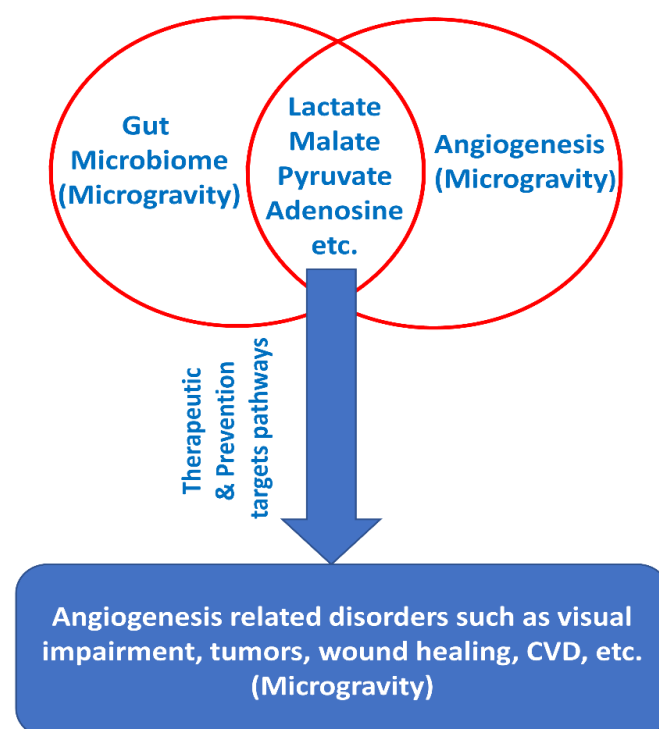 Gut
Microbiome
(Microgravity)
Lactate
Malate
Pyruvate
Adenosine
etc.
Angiogenesis
(Microgravity)
Therapeutic
& Prevention
targets pathways
Angiogenesis related disorders such as visual
impairment, tumors, wound healing, CVD, etc.
(Microgravity)